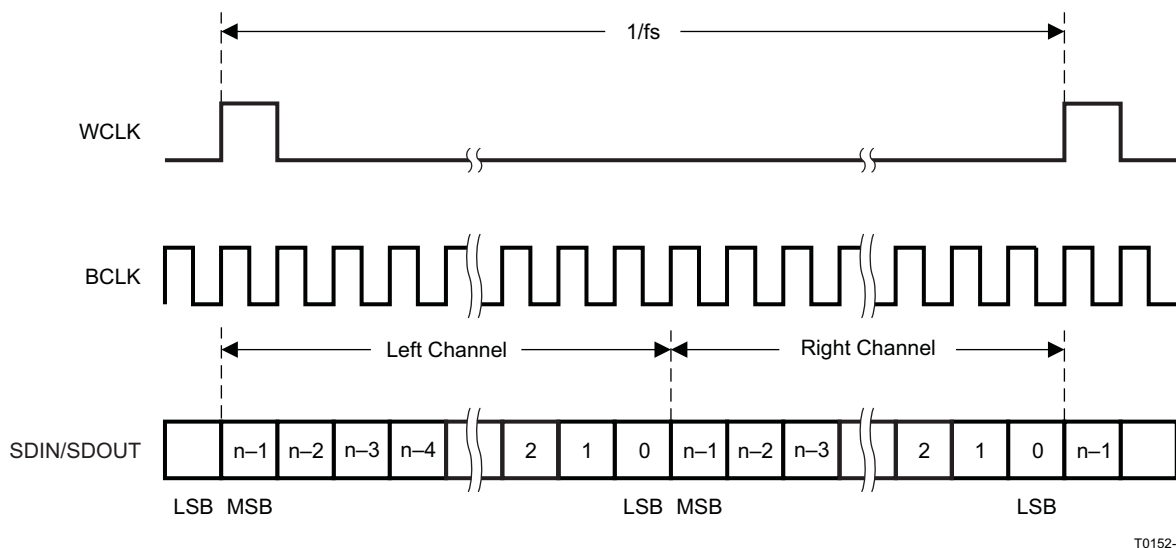 1/fs
WCLK
BCLK
Left Channel
Right Channel
SDIN/SDOUT
n–1 n–2 n–3 n–4 2 1 0 n–1 n–2 n–3 2 1 0 n–1
LSB MSB LSB MSB LSB
T0152-